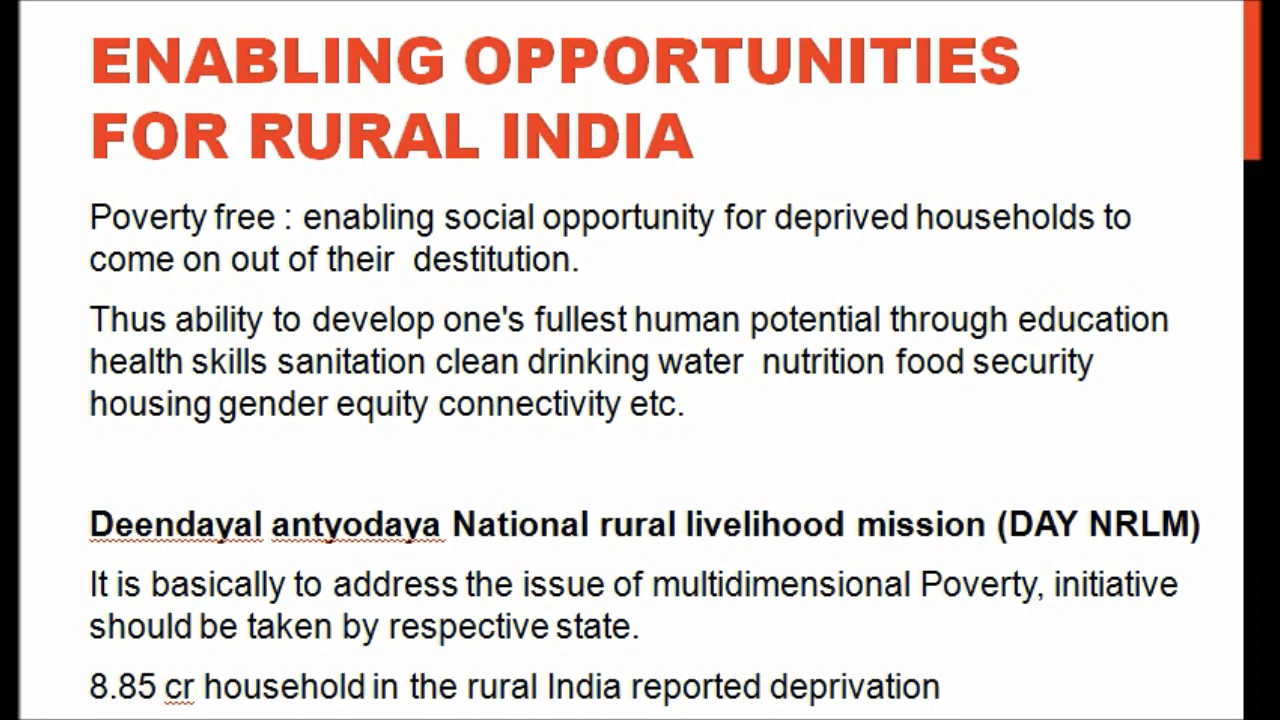 ENABLING OPPORTUNITIES
FOR RURAL INDIA
Poverty free : enabling social opportunity for deprived households to
come on out of their  destitution.
Thus ability to develop one's fullest human potential through education
health skills sanitation clean drinking water  nutrition food security
housing gender equity connectivity etc.
Deendayal antyodaya National rural livelihood mission (DAY NRLM)
It is basically to address the issue of multidimensional Poverty, initiative
should be taken by respective state.
8.85 cr household in the rural India reported deprivation